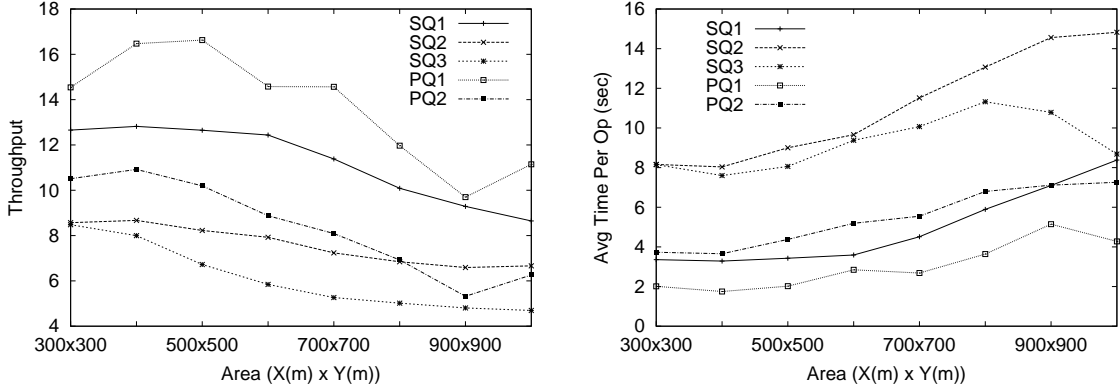 Throughput
18
16
14
12
10
8
6
4
300x300 500x500 700x700 900x900
Area (X(m) x Y(m))
SQ1
SQ2
SQ3
PQ1
PQ2
Avg Time Per Op (sec)
16
14
12
10
8
6
4
2
0
300x300 500x500 700x700 900x900
Area (X(m) x Y(m))
SQ1
SQ2
SQ3
PQ1
PQ2